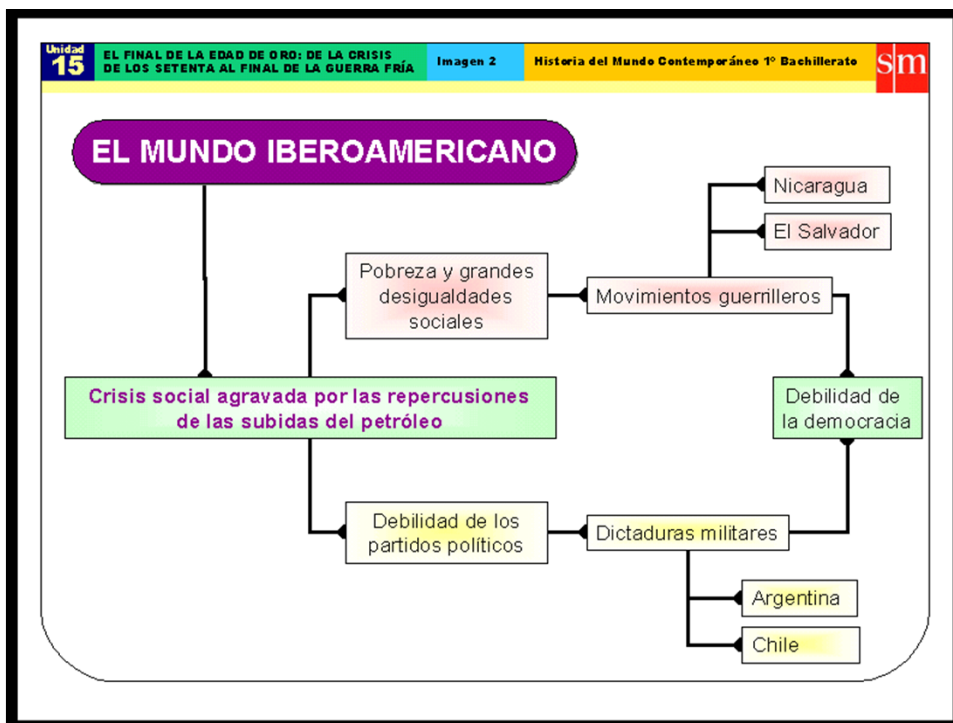 Unidad
15
EL FINAL DE LA EDAD DE ORO: DE LA CRISIS
DE LOS SETENTA AL FINAL DE LA GUERRA FRÍA
Imagen 2
Historia del Mundo Contemporáneo 1º Bachillerato
sm
EL MUNDO IBEROAMERICANO
Nicaragua
El Salvador
Pobreza y grandes
desigualdades
sociales
Movimientos guerrilleros
Crisis social agravada por las repercusiones
de las subidas del petróleo
Debilidad de
la democracia
Debilidad de los
partidos políticos
Dictaduras militares
Argentina
Chile